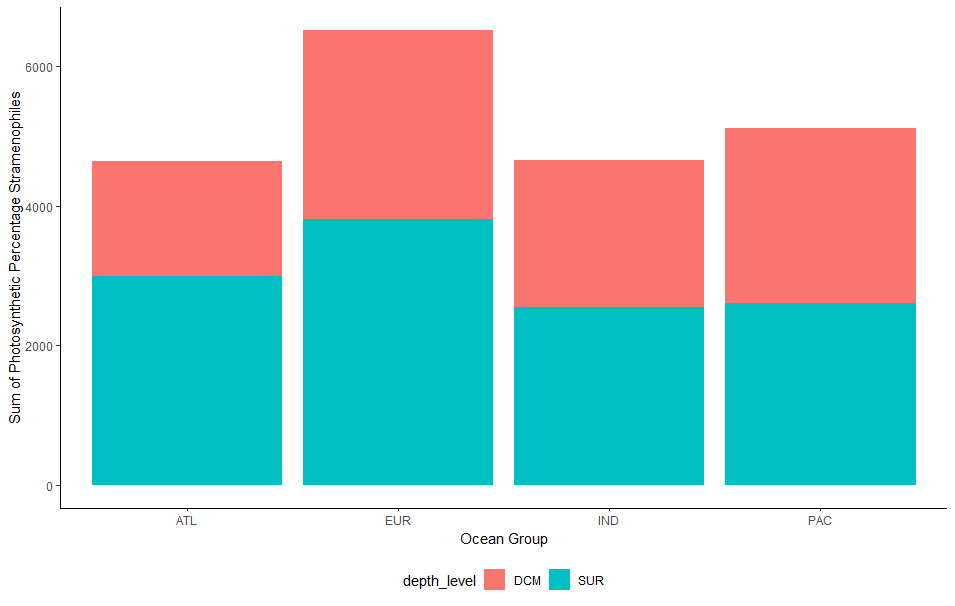 Sum of Photosynthetic Percentage Stramenophiles
6000
4000
2000
0
ATL EUR IND PAC
Ocean Group
depth_level DCM SUR